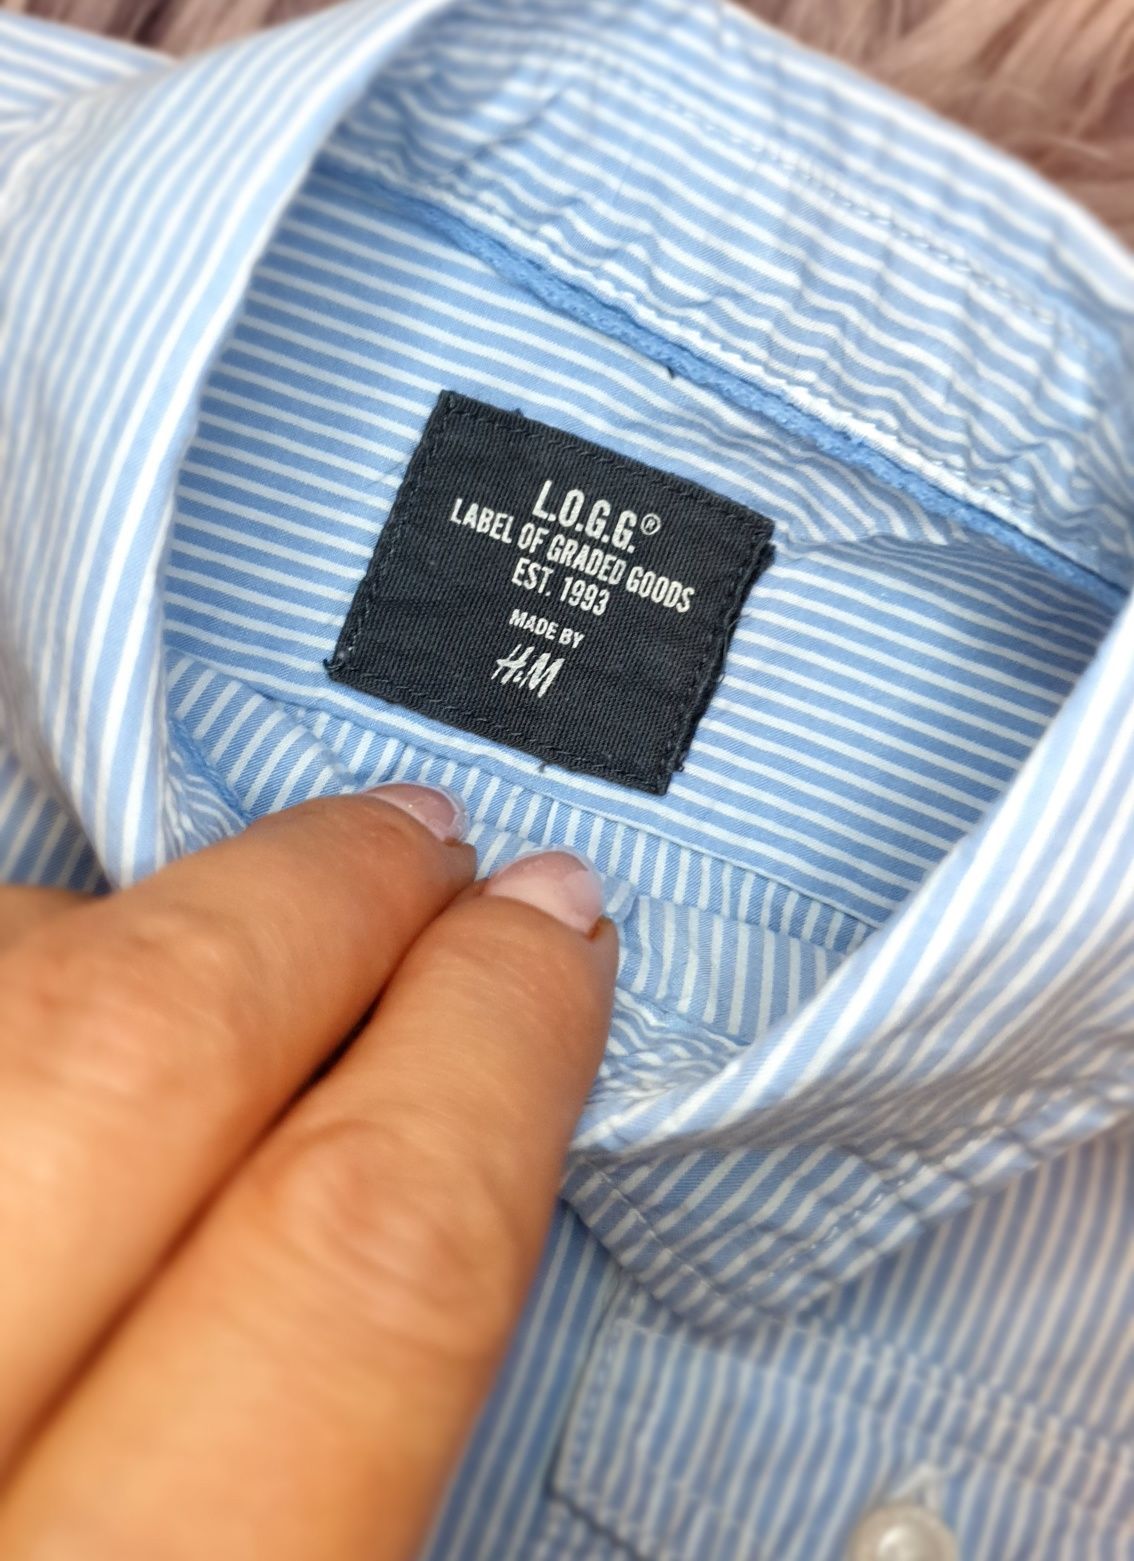 L.O.G.G.®
LABEL OF GRADED GOODS
EST. 1993
MADE BY
H&M